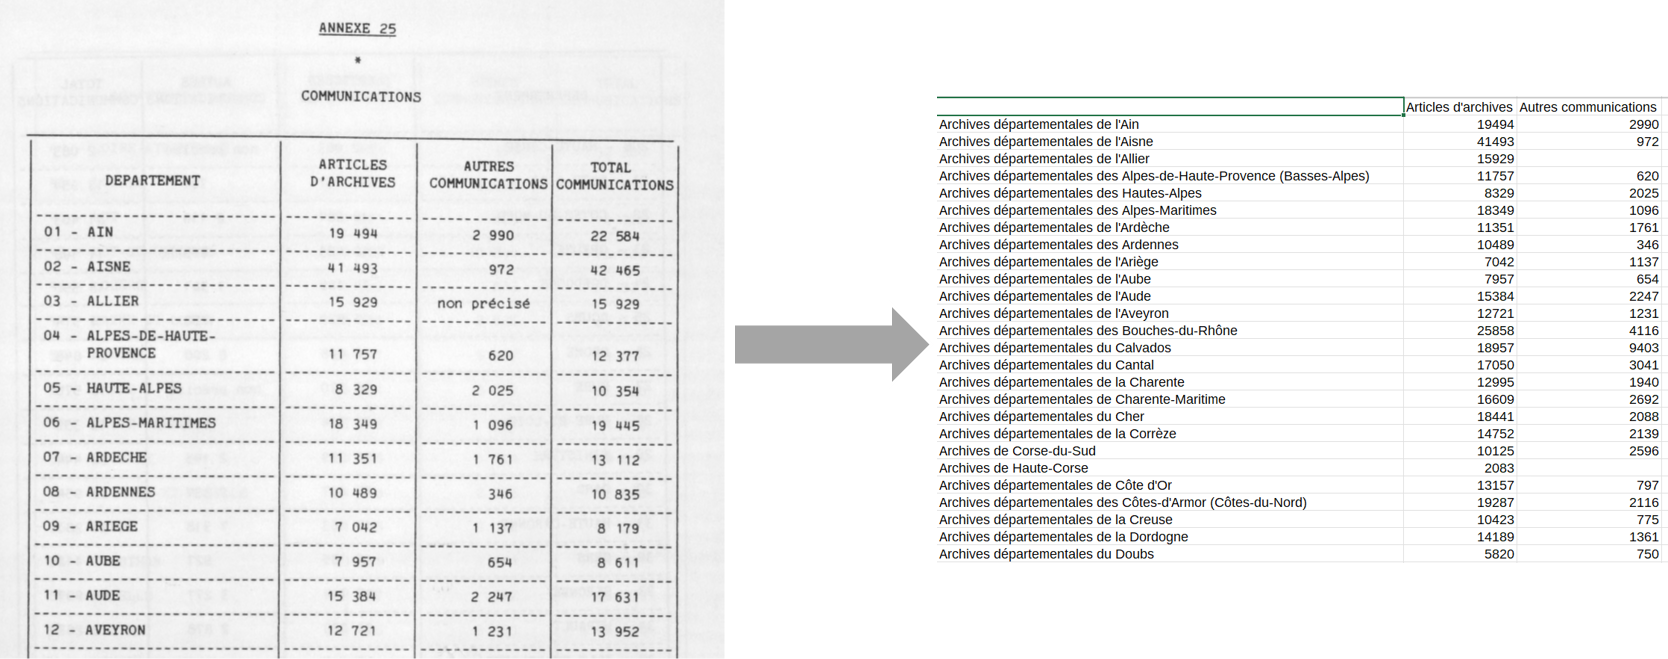 ANNEXE 25
*
COMMUNICATIONS
DEPARTEMENT ARTICLES D'ARCHIVES AUTRES COMMUNICATIONS TOTAL COMMUNICATIONS
01 - AIN 19 494 2 990 22 584
02 - AISNE 41 493 972 42 465
03 - ALLIER 15 929 non précisé 15 929
04 - ALPES-DE-HAUTE-
PROVENCE 11 757 620 12 377
05 - HAUTE-ALPES 8 329 2 025 10 354
06 - ALPES-MARITIMES 18 349 1 096 19 445
07 - ARDECHE 11 351 1 761 13 112
08 - ARDENNES 10 489 346 10 835
09 - ARIEGE 7 042 1 137 8 179
10 - AUBE 7 957 654 8 611
11 - AUDE 15 384 2 247 17 631
12 - AVEYRON 12 721 1 231 13 952
Articles d'archives Autres communications
Archives départementales de l'Ain 19494 2990
Archives départementales de l'Aisne 41493 972
Archives départementales de l'Allier 15929
Archives départementales des Alpes-de-Haute-Provence (Basses-Alpes) 11757 620
Archives départementales des Hautes-Alpes 8329 2025
Archives départementales des Alpes-Maritimes 18349 1096
Archives départementales de l'Ardèche 11351 1761
Archives départementales des Ardennes 10489 346
Archives départementales de l'Ariège 7042 1137
Archives départementales de l'Aube 7957 654
Archives départementales de l'Aude 15384 2247
Archives départementales de l'Aveyron 12721 1231
Archives départementales des Bouches-du-Rhône 25858 4116
Archives départementales du Calvados 18957 9403
Archives départementales du Cantal 17050 3041
Archives départementales de la Charente 12995 1940
Archives départementales de Charente-Maritime 16609 2692
Archives départementales du Cher 18441 2088
Archives départementales de la Corrèze 14752 2139
Archives de Corse-du-Sud 10125 2596
Archives de Haute-Corse 2083
Archives départementales de Côte d'Or 13157 797
Archives départementales des Côtes-d'Armor (Côtes-du-Nord) 19287 2116
Archives départementales de la Creuse 10423 775
Archives départementales de la Dordogne 14189 1361
Archives départementales du Doubs 5820 750